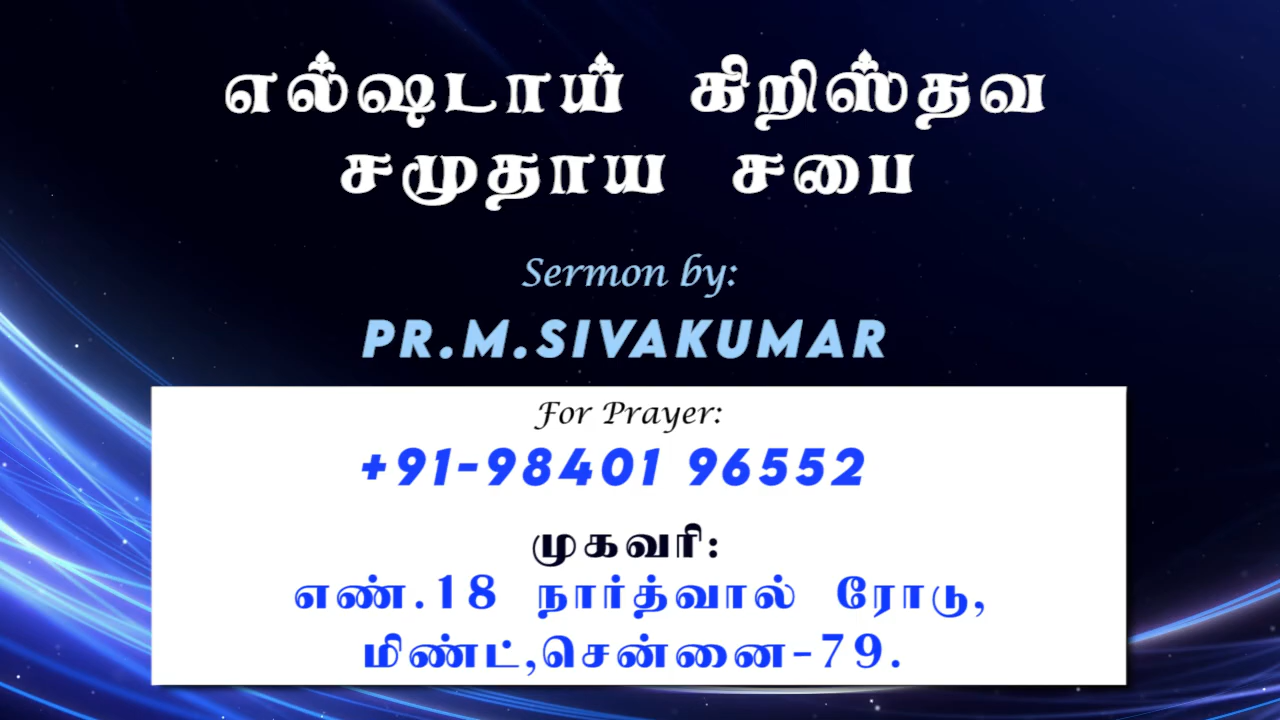 எல்ஷடாய் கிறிஸ்தவ
சமுதாய சபை
Sermon by:
PR.M.SIVAKUMAR
For Prayer:
+91-98401 96552
முகவரி:
எண்.18 நார்த்வால் ரோடு,
மிண்ட்,சென்னை-79.